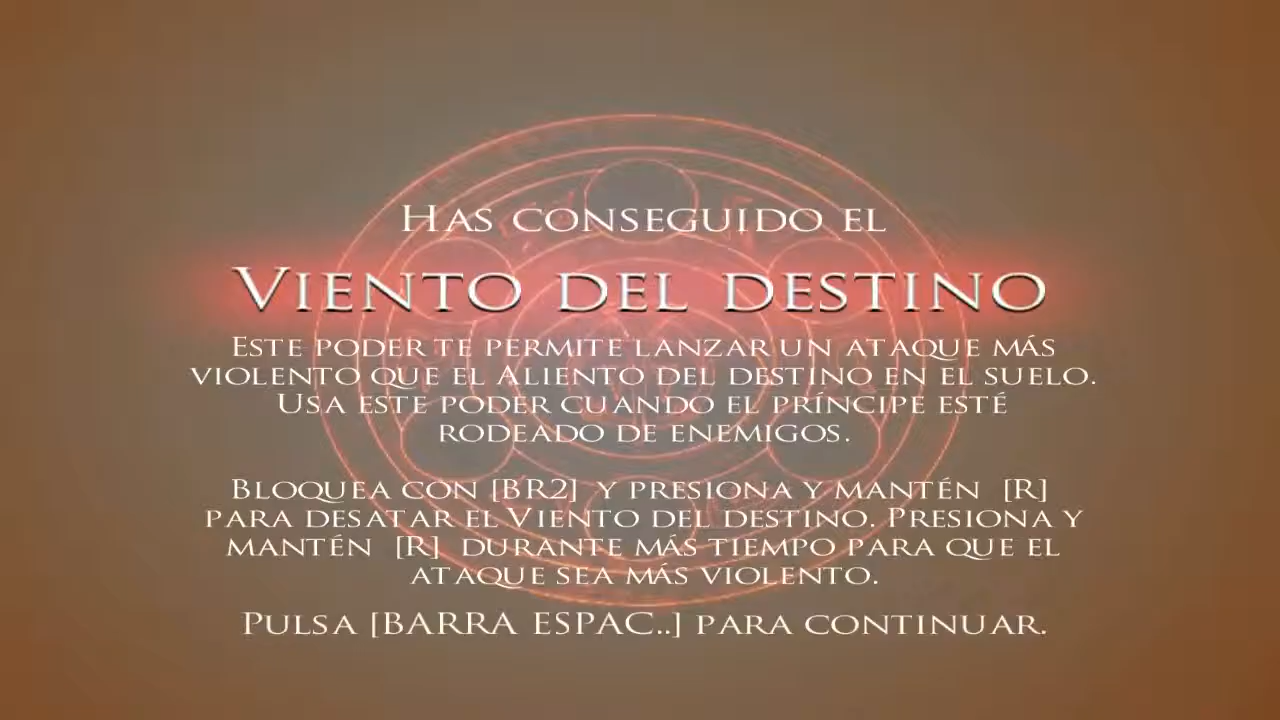 Has conseguido el
Viento del destino
Este poder te permite lanzar un ataque más
violento que el Aliento del destino en el suelo.
Usa este poder cuando el príncipe esté
rodeado de enemigos.
Bloquea con [BR2] y presiona y mantén [R]
para desatar el Viento del destino. Presiona y
mantén [R] durante más tiempo para que el
ataque sea más violento.
Pulsa [BARRA ESPAC..] para continuar.